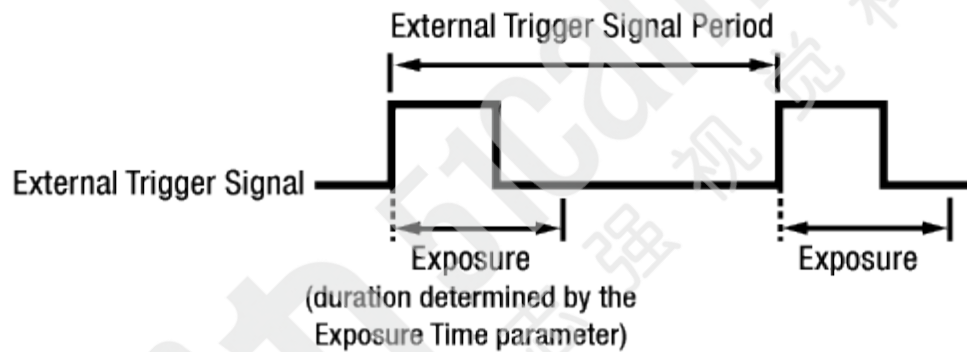 External Trigger Signal Period
External Trigger Signal
Exposure
(duration determined by the
Exposure Time parameter)
Exposure